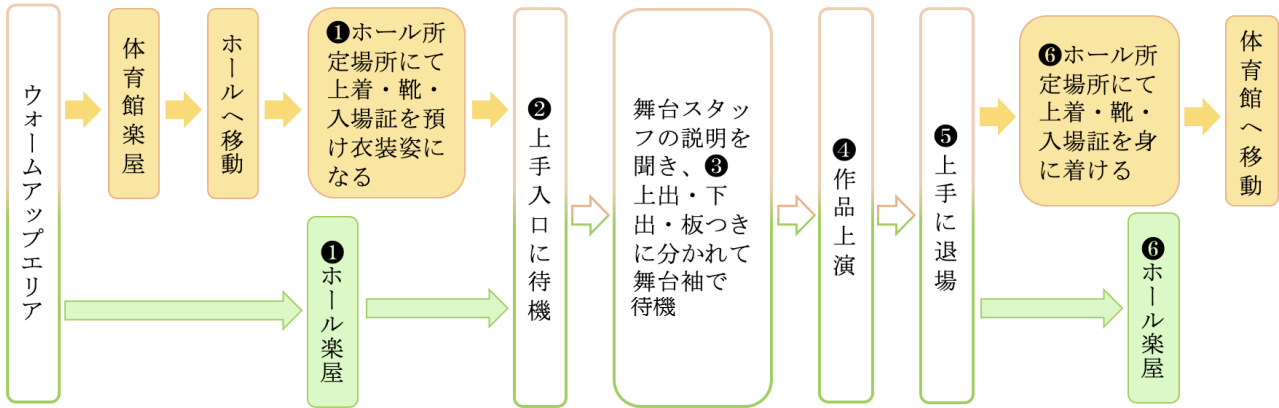 ウォームアップエリア
体育館楽屋
ホールへ移動
❶ホール所
定場所にて
上着・靴・
入場証を預
け衣装姿に
なる
❶ホール楽屋
❷上手入口に待機
舞台スタッ
フの説明を
聞き、❸
上出・下
出・板つき
に分かれて
舞台袖で
待機
❹作品上演
❺上手に退場
❻ホール所
定場所にて
上着・靴・
入場証を身
に着ける
体育館へ移動
❻ホール楽屋